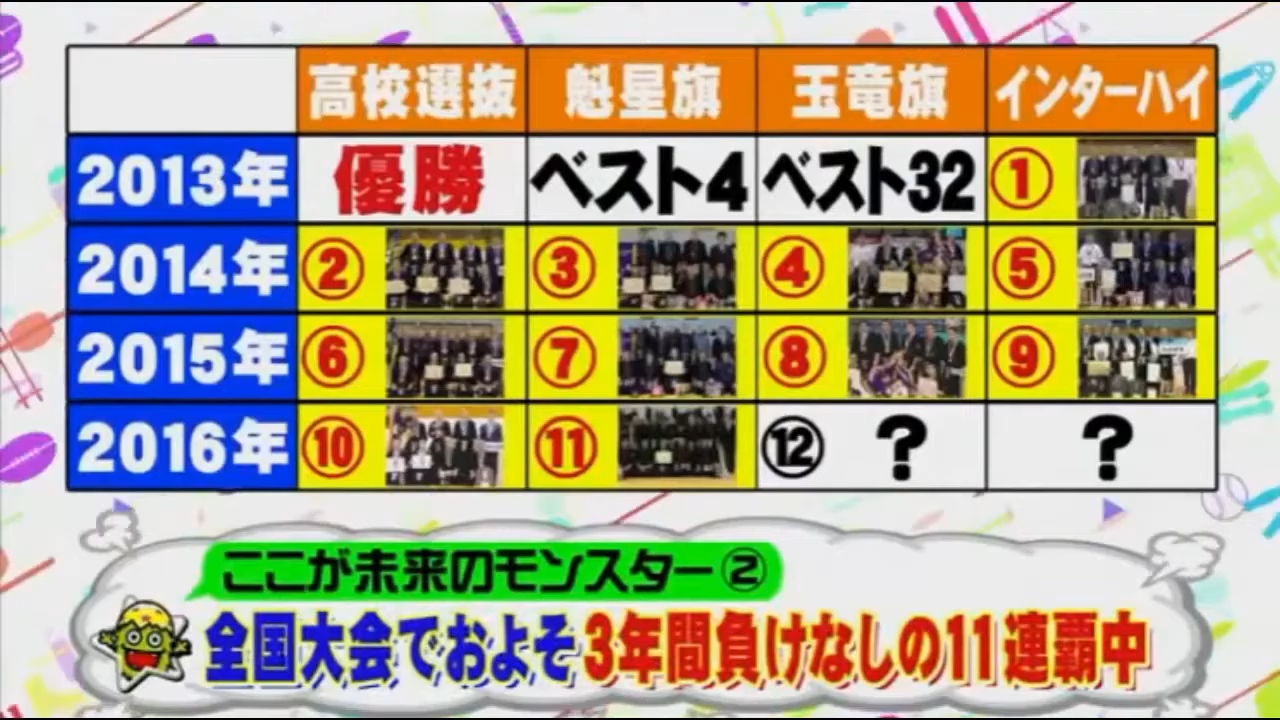 高校選抜 魁星旗 玉竜旗 インターハイ
2013年 優勝 ベスト4 ベスト32 ①
2014年 ② ③ ④ ⑤
2015年 ⑥ ⑦ ⑧ ⑨
2016年 ⑩ ⑪ ⑫ ? ?
ここが未来のモンスター②
全国大会でおよそ3年間負けなしの11連覇中